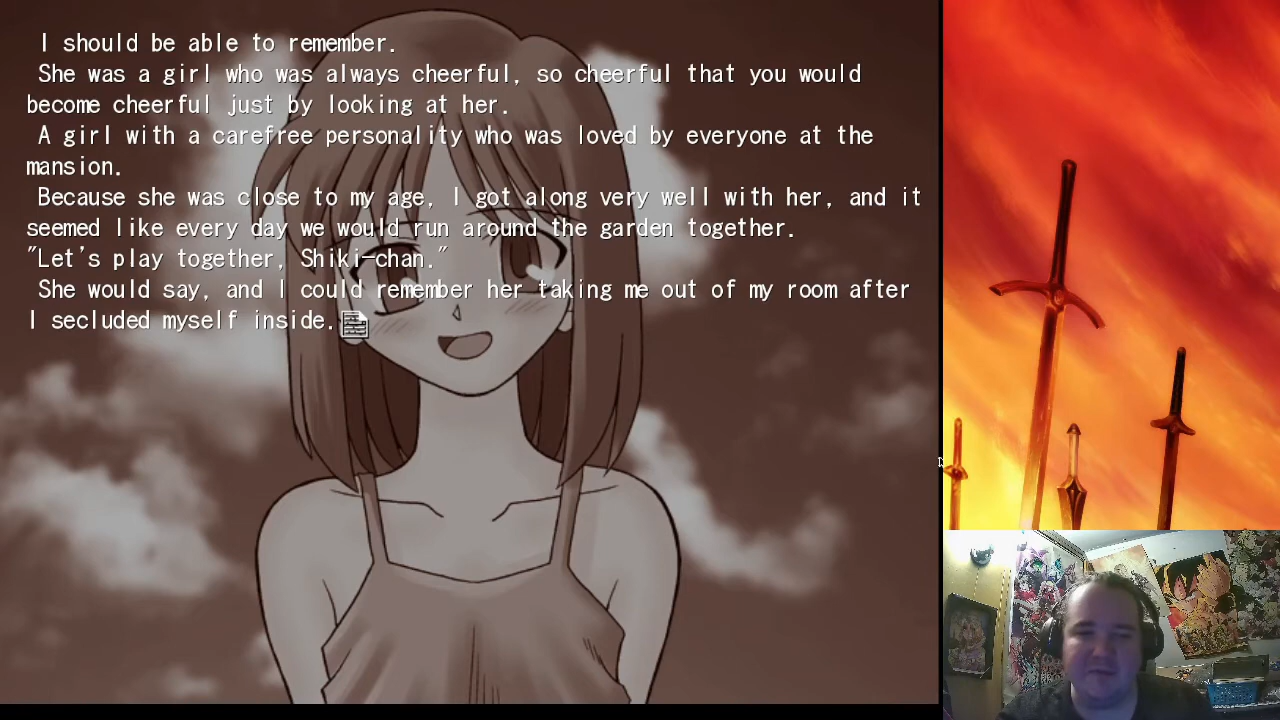 I should be able to remember.
She was a girl who was always cheerful, so cheerful that you would
become cheerful just by looking at her.
A girl with a carefree personality who was loved by everyone at the
mansion.
Because she was close to my age, I got along very well with her, and it
seemed like every day we would run around the garden together.
"Let's play together, Shiki-chan."
She would say, and I could remember her taking me out of my room after
I secluded myself inside.